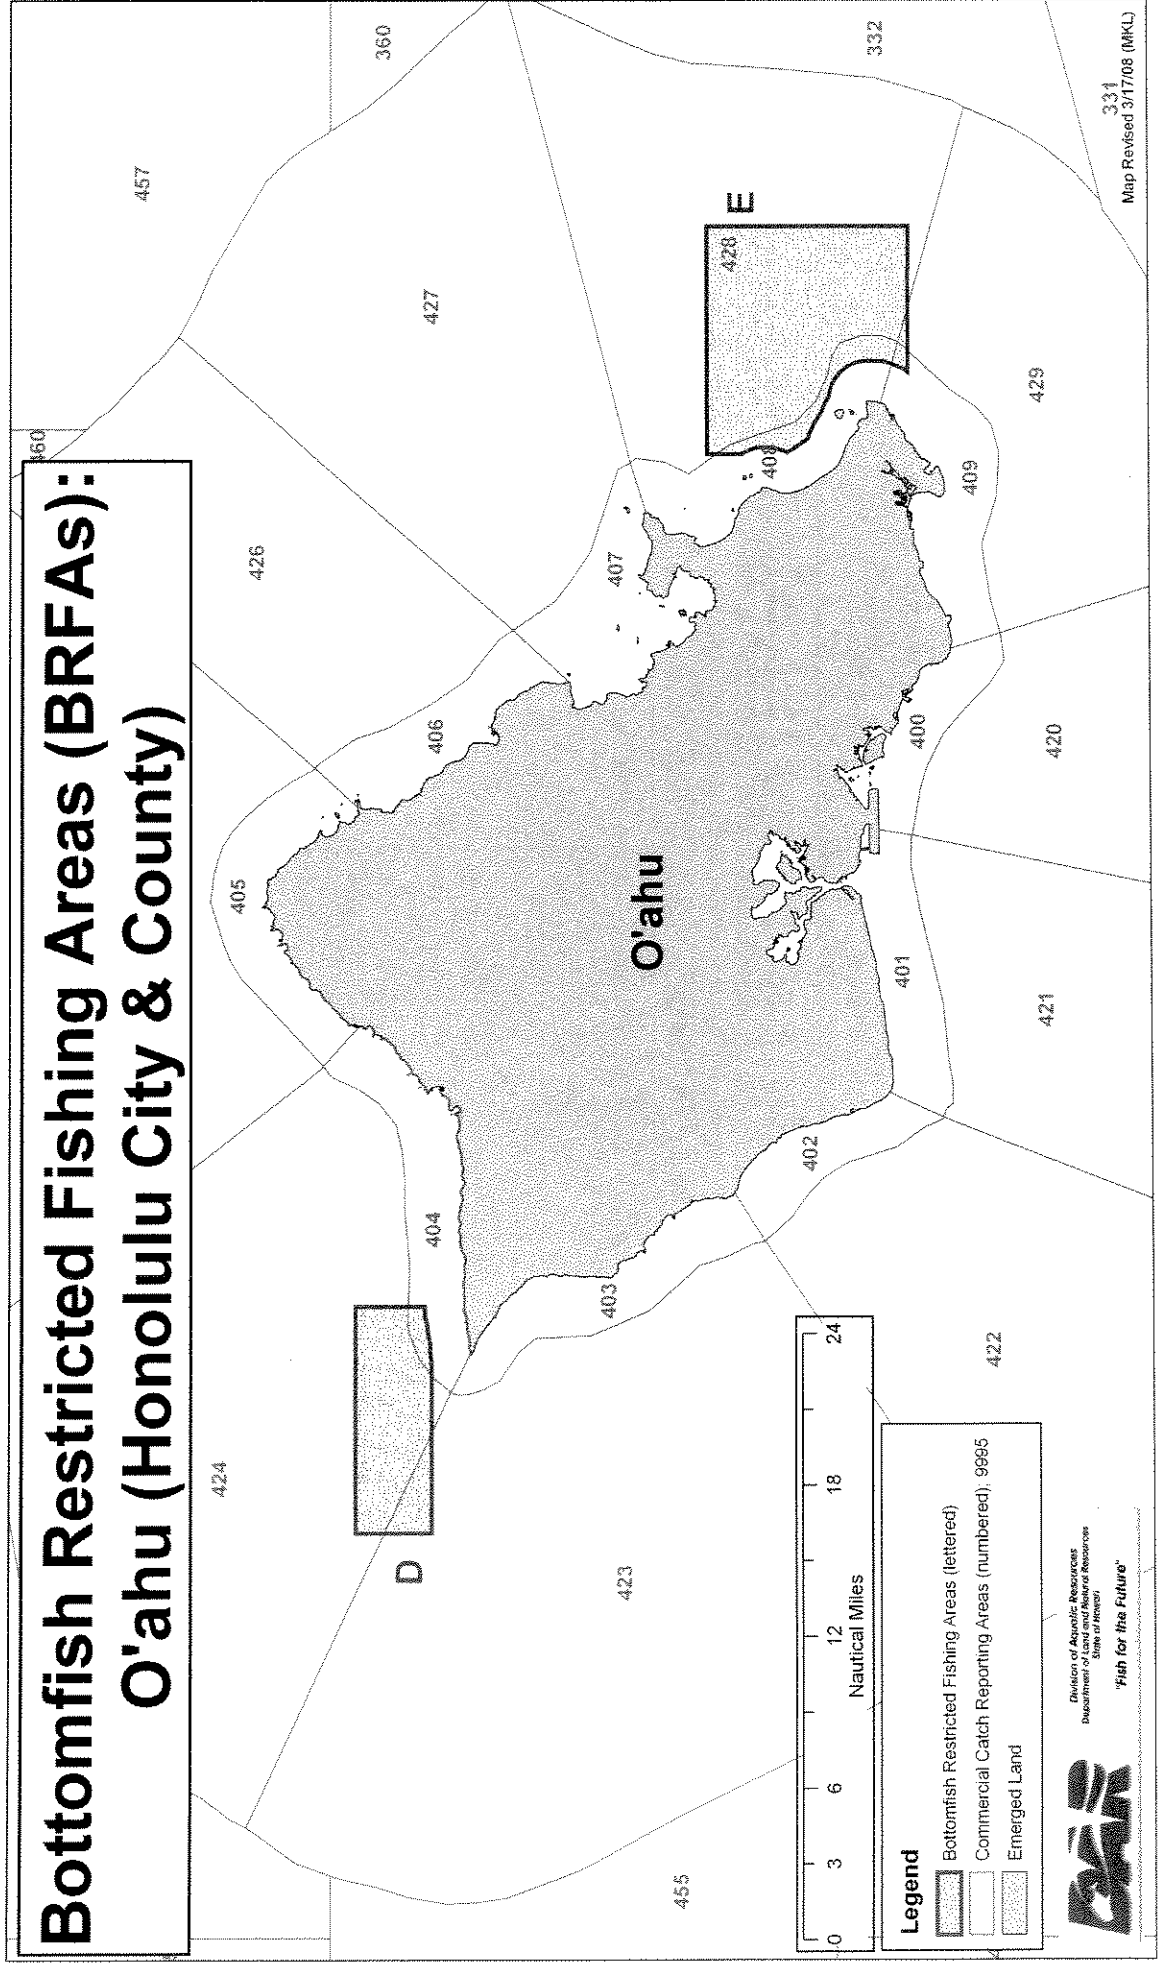 Bottomfish Restricted Fishing Areas (BRFAs):
O'ahu (Honolulu City & County)
460
457
360
426
427
332
331
405
406
407
424
404
D
428
E
408
O'ahu
423
403
402
401
400
409
429
455
422
421
420
0 3 6 12 18 24
Nautical Miles
Legend
Bottomfish Restricted Fishing Areas (lettered)
Commercial Catch Reporting Areas (numbered): 9995
Emerged Land
DAR
Division of Aquatic Resources
Department of Land and Natural Resources
State of Hawaii
"Fish for the Future"
Map Revised 3/17/08 (MKL)